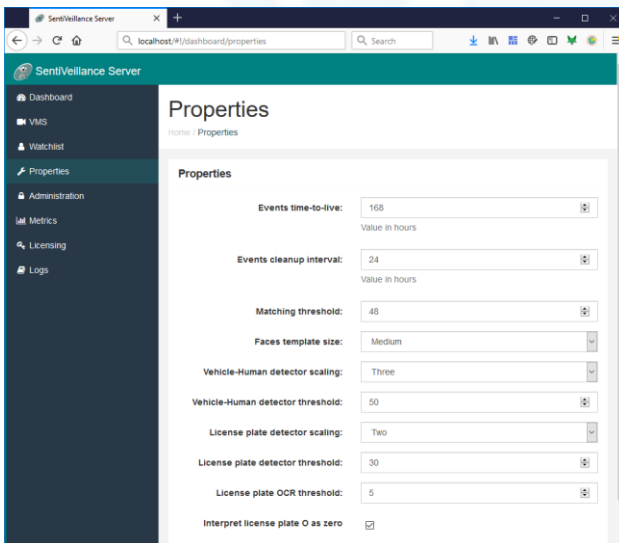 SentiVeillance Server
localhost/#!/dashboard/properties
Search
SentiVeillance Server
Dashboard
VMS
Watchlist
Properties
Administration
Metrics
Licensing
Logs
Properties
Home / Properties
Properties
Events time-to-live: 168
Value in hours
Events cleanup interval: 24
Value in hours
Matching threshold: 48
Faces template size: Medium
Vehicle-Human detector scaling: Three
Vehicle-Human detector threshold: 50
License plate detector scaling: Two
License plate detector threshold: 30
License plate OCR threshold: 5
Interpret license plate O as zero